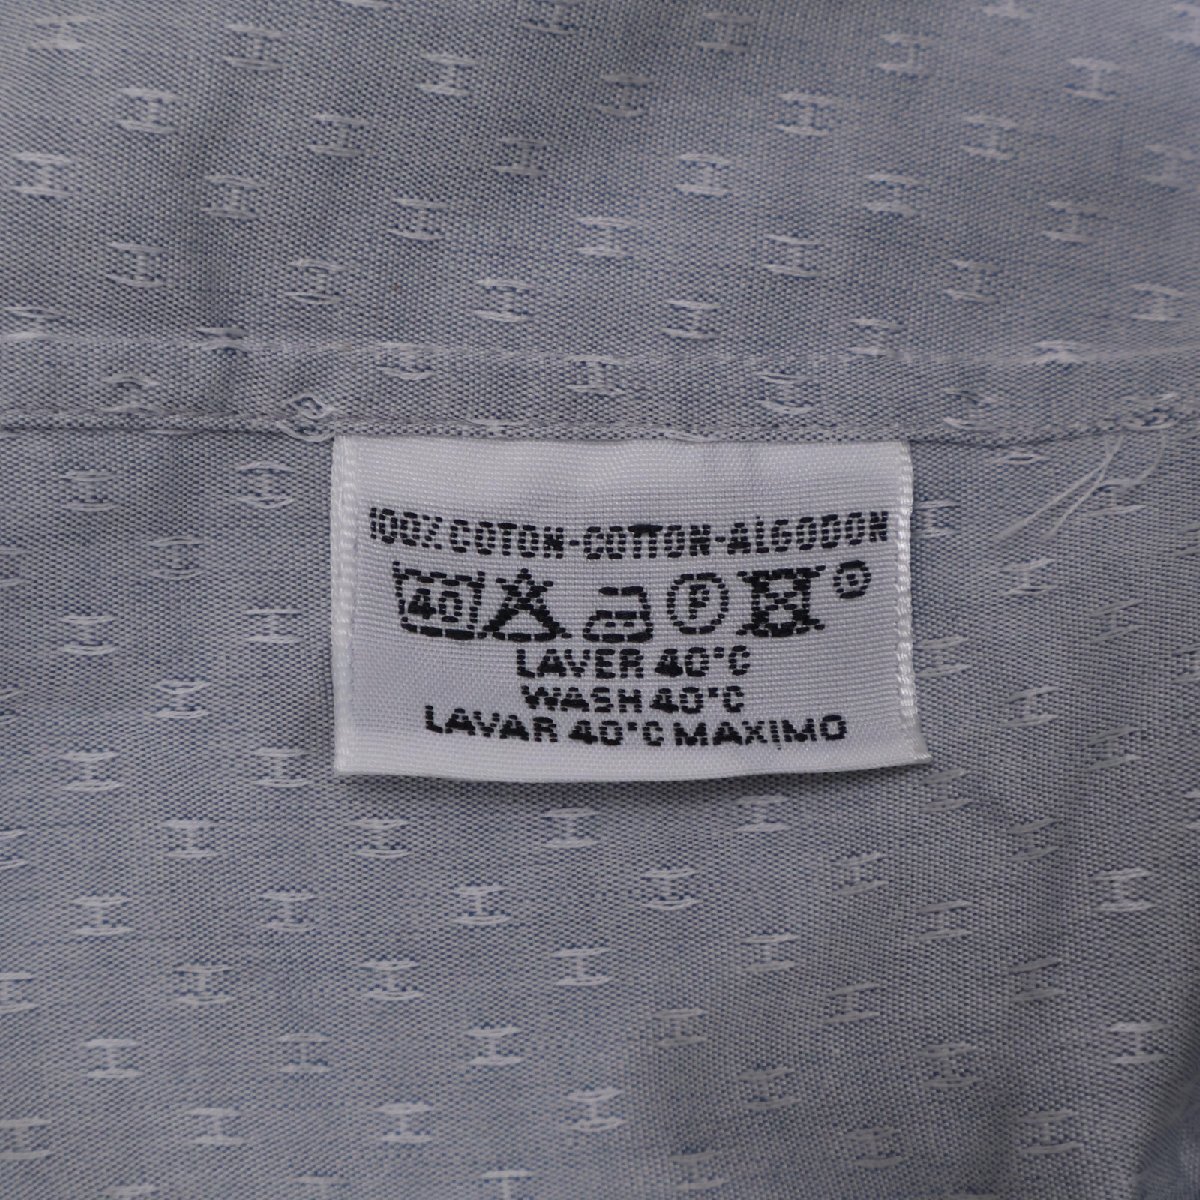 100% COTON-COTTON-ALGODON
40 P
LAVER 40°C
WASH 40°C
LAVAR 40°C MAXIMO